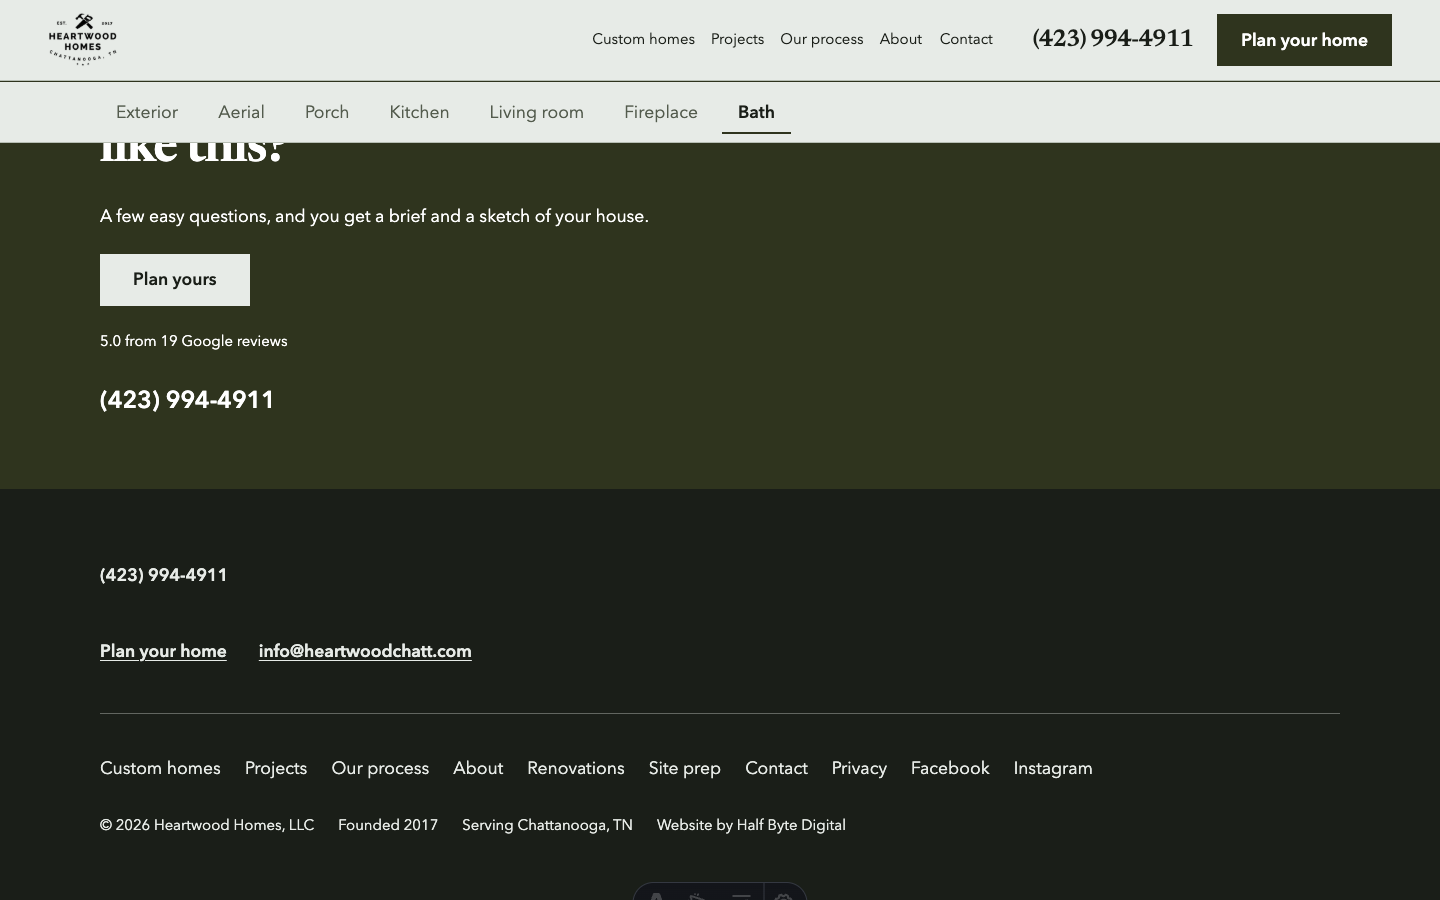 EST. 2017
HEARTWOOD
HOMES
CHATTANOOGA, TN
Custom homes Projects Our process About Contact (423) 994-4911 Plan your home
Exterior Aerial Porch Kitchen Living room Fireplace Bath
like this?
A few easy questions, and you get a brief and a sketch of your house.
Plan yours
5.0 from 19 Google reviews
(423) 994-4911
(423) 994-4911
Plan your home info@heartwoodchatt.com
Custom homes Projects Our process About Renovations Site prep Contact Privacy Facebook Instagram
© 2026 Heartwood Homes, LLC Founded 2017 Serving Chattanooga, TN Website by Half Byte Digital